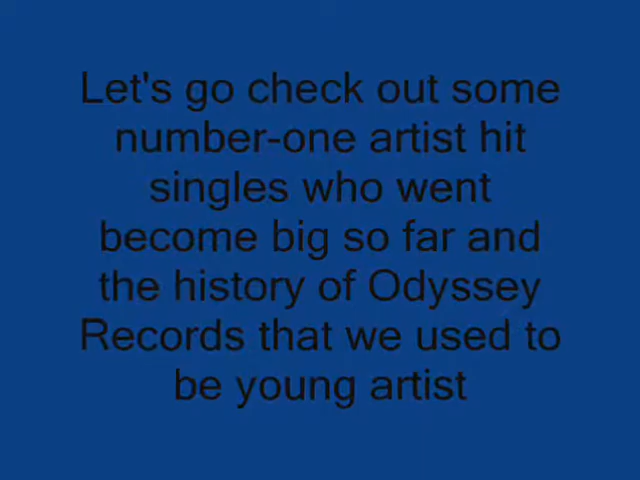 Let's go check out some
number-one artist hit
singles who went
become big so far and
the history of Odyssey
Records that we used to
be young artist